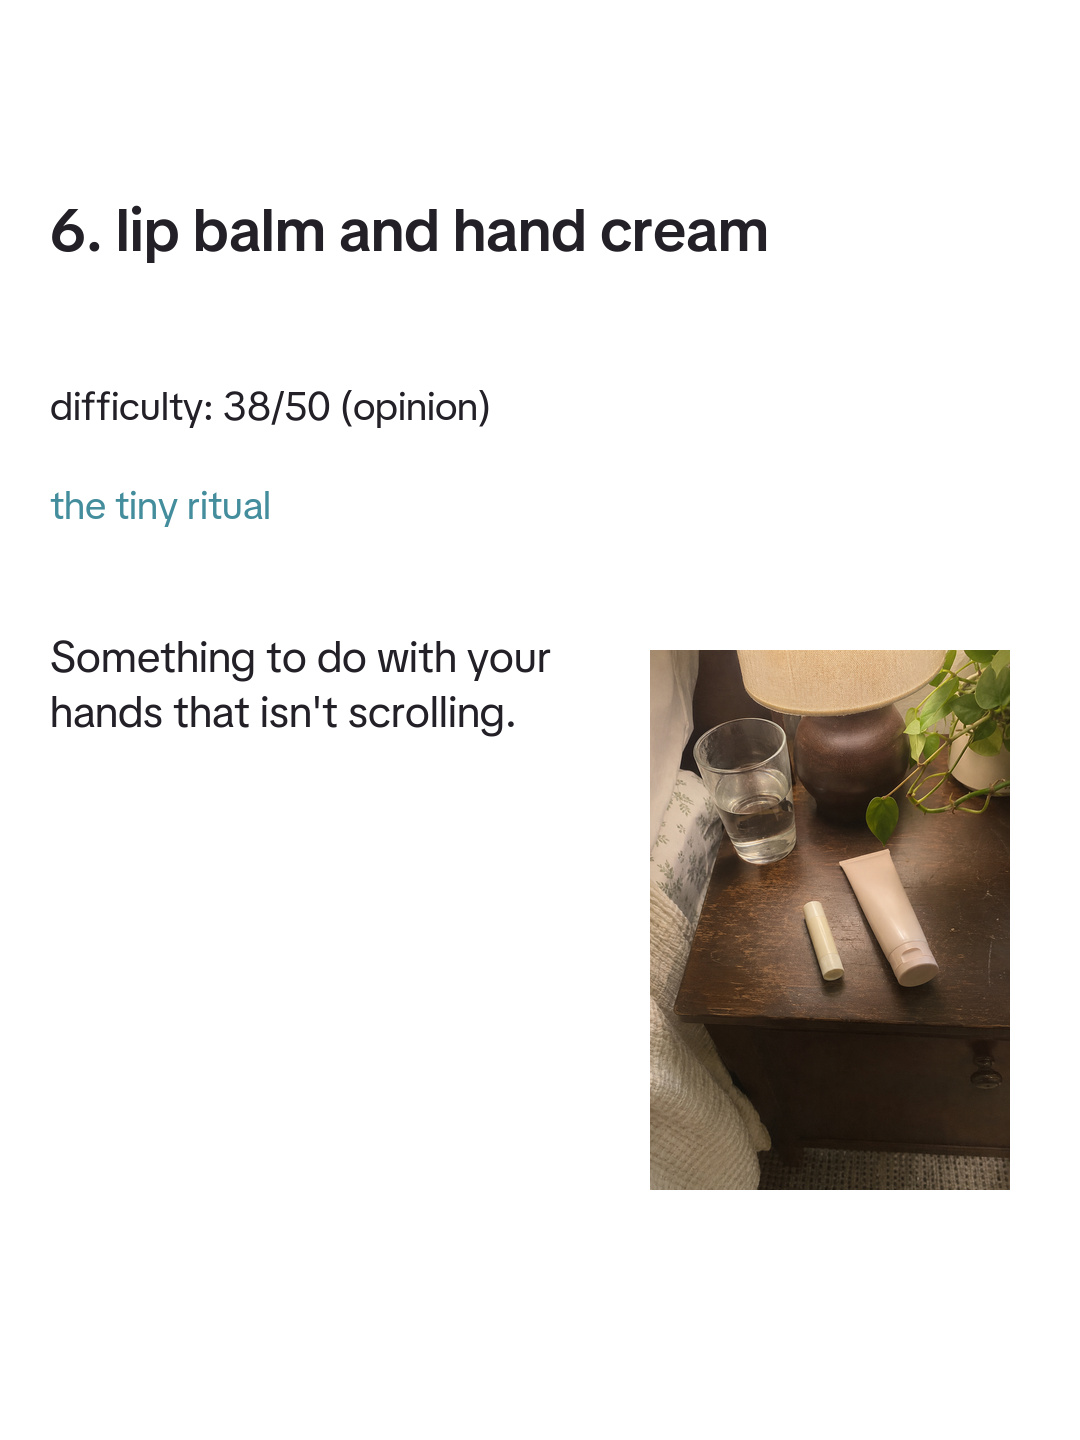 6. lip balm and hand cream
difficulty: 38/50 (opinion)
the tiny ritual
Something to do with your
hands that isn't scrolling.